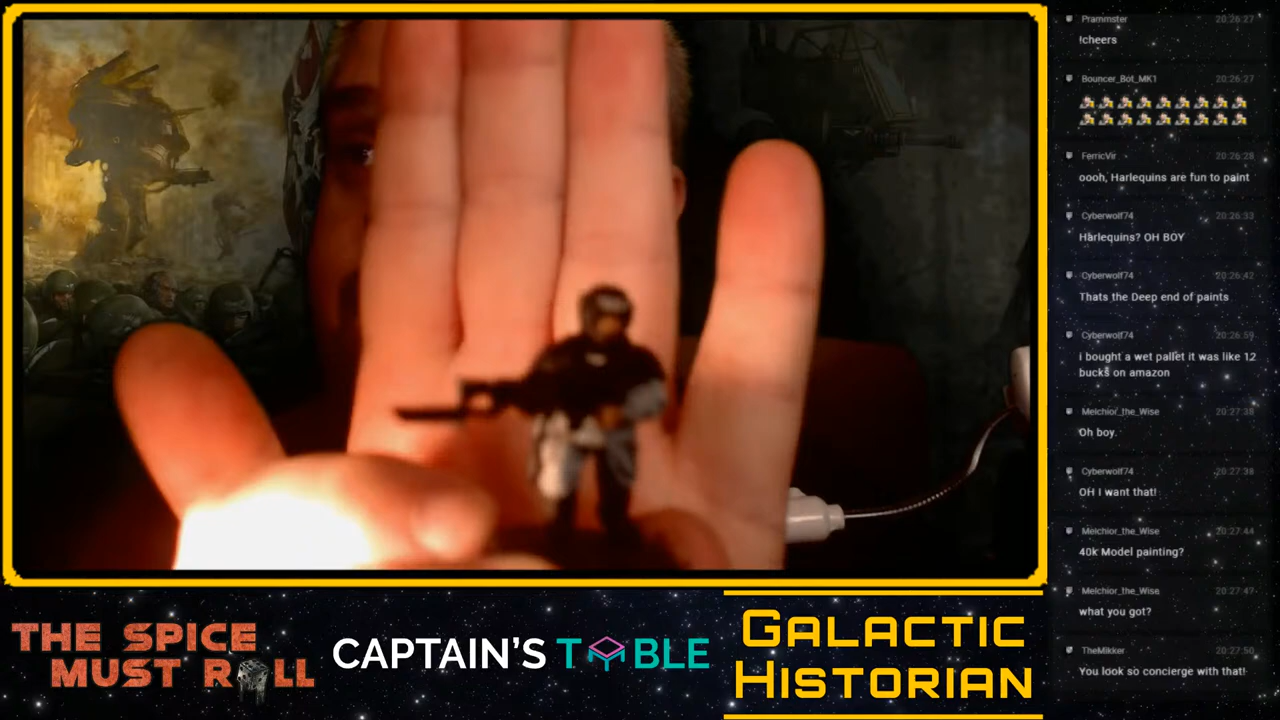 Prammster 20:26:27
!cheers
Bouncer_Bot_MK1 20:26:27
FerricVir 20:26:28
oooh, Harlequins are fun to paint
Cyberwolf74 20:26:33
Harlequins? OH BOY
Cyberwolf74 20:26:42
Thats the Deep end of paints
Cyberwolf74 20:26:59
i bought a wet pallet it was like 12
bucks on amazon
Melchior_the_Wise 20:27:38
Oh boy.
Cyberwolf74 20:27:38
OH I want that!
Melchior_the_Wise 20:27:44
40k Model painting?
Melchior_the_Wise 20:27:47
what you got?
TheMikker 20:27:50
You look so concierge with that!
THE SPICE
MUST ROLL
CAPTAIN'S TABLE
GALACTIC
HISTORIAN